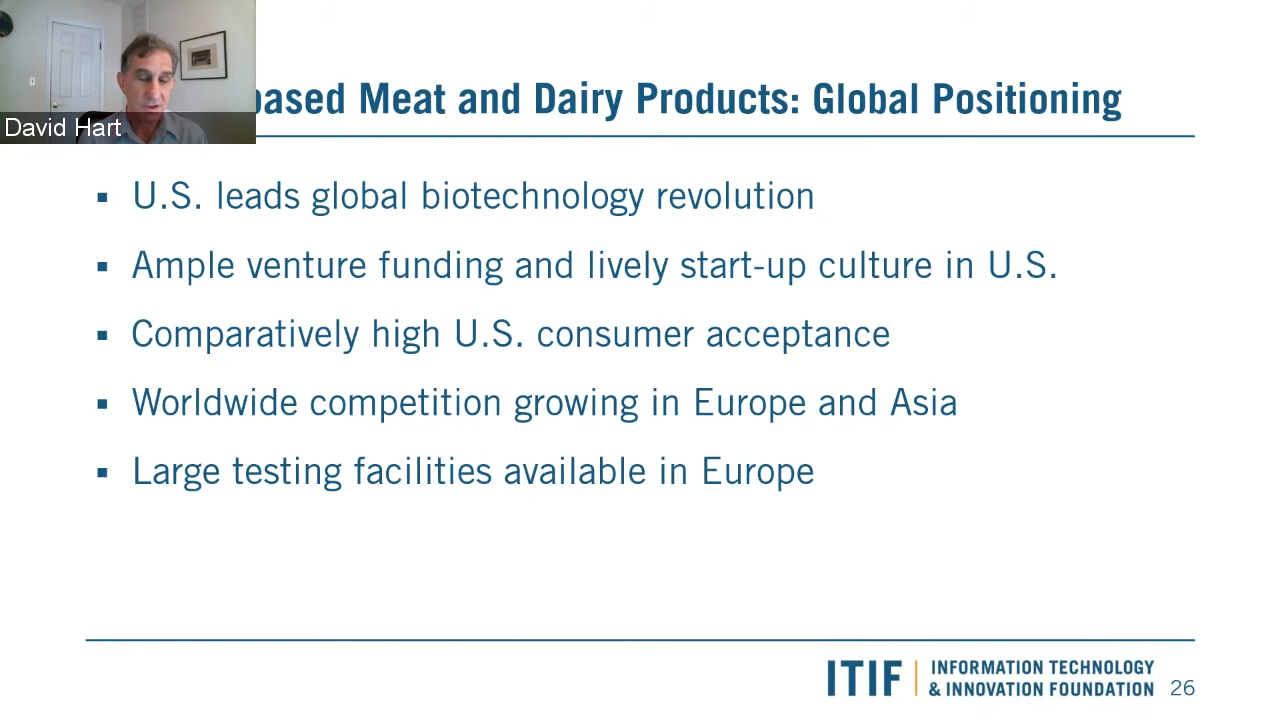 David Hart
based Meat and Dairy Products: Global Positioning
▪ U.S. leads global biotechnology revolution
▪ Ample venture funding and lively start-up culture in U.S.
▪ Comparatively high U.S. consumer acceptance
▪ Worldwide competition growing in Europe and Asia
▪ Large testing facilities available in Europe
ITIF | INFORMATION TECHNOLOGY
& INNOVATION FOUNDATION
26